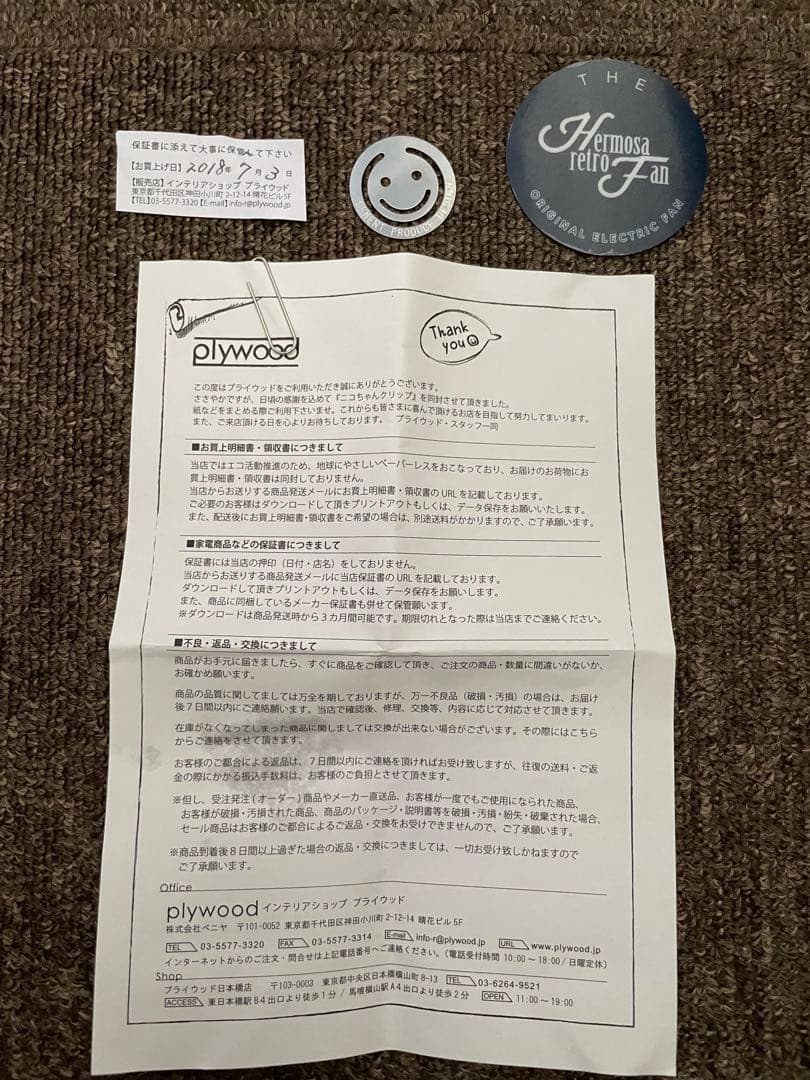 保証書に添えて大事に保管して下さい
【お買上げ日】2018年7月3日
【販売店】インテリアショップ プライウッド
東京都千代田区神田小川町 2-12-14 晴花ビル 5F
【TEL】03-5577-3320【E-mail】info-r@plywood.jp
PRODUCT DESIGN
THE
Hermosa
retro
Fan
ORIGINAL ELECTRIC FAN
plywood
Thank
you
この度はプライウッドをご利用いただき誠にありがとうございます。
ささやかですが、日頃の感謝を込めて『ニコちゃんクリップ』を同封させて頂きました。
紙などをまとめる際ご利用下さいませ。これからも皆さまに喜んで頂けるお店を目指して努力してまいります。
また、ご来店頂ける日を心よりお待ちしております。 プライウッド・スタッフ一同
■お買上明細書・領収書につきまして
当店ではエコ活動推進のため、地球にやさしいペーパーレスをおこなっており、お届けのお荷物にお
買上明細書・領収書は同封しておりません。
当店からお送りする商品発送メールにお買上明細書・領収書の URL を記載しております。
ご必要のお客様はダウンロードして頂きプリントアウトもしくは、データ保存をお願いいたします。
また、配送後にお買上明細書・領収書をご希望の場合は、別途送料がかかりますので、ご了承願います。
■家電商品などの保証書につきまして
保証書には当店の押印（日付・店名）をしておりません。
当店からお送りする商品発送メールに当店保証書の URL を記載しております。
ダウンロードして頂きプリントアウトもしくは、データ保存をお願いします。
また、商品に同梱しているメーカー保証書も併せて保管願います。
※ダウンロードは商品発送時から３カ月間可能です。期限切れとなった際は当店までご連絡ください。
■不良・返品・交換につきまして
商品がお手元に届きましたら、すぐに商品をご確認して頂き、ご注文の商品・数量に間違いがないか、
お確かめ願います。
商品の品質に関してましては万全を期しておりますが、万一不良品（破損・汚損）の場合は、お届け
後７日間以内にご連絡願います。当店で確認後、修理、交換等、内容に応じて対応させて頂きます。
在庫がなくなってしまった商品に関しましては交換が出来ない場合がございます。その際にはこちら
からご連絡をさせて頂きます。
お客様のご都合による返品は、７日間以内にご連絡を頂ければお受け致しますが、往復の送料・ご返
金の際にかかる振込手数料は、お客様のご負担とさせて頂きます。
※但し、受注発注（オーダー）商品やメーカー直送品、お客様が一度でもご使用になられた商品、
お客様が破損・汚損された商品、商品のパッケージ・説明書等を破損・汚損・紛失・破棄された場合、
セール商品はお客様のご都合によるご返品・交換をお受けできませんので、ご了承願います。
※商品到着後８日間以上過ぎた場合の返品・交換につきましては、一切お受け致しかねますので
ご了承願います。
Office
plywood インテリアショップ プライウッド
株式会社ベニヤ 〒101-0052 東京都千代田区神田小川町 2-12-14 晴花ビル 5F
TEL 03-5577-3320 FAX 03-5577-3314 E-mail info-r@plywood.jp URL www.plywood.jp
インターネットからのご注文・問合せは上記電話番号へご連絡ください。（電話受付時間 10:00～18:00 / 日曜定休）
Shop
プライウッド日本橋店 〒103-0003 東京都中央区日本橋横山町 8-13 TEL 03-6264-9521
ACCESS 東日本橋駅 B4 出口より徒歩１分 / 馬喰横山駅 A4 出口より徒歩２分 OPEN 11:00～19:00